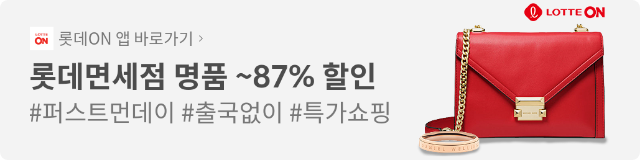 LOTTE ON
LOTTE ON
롯데ON 앱 바로가기 >
롯데면세점 명품 ~87% 할인
#퍼스트먼데이 #출국없이 #특가쇼핑